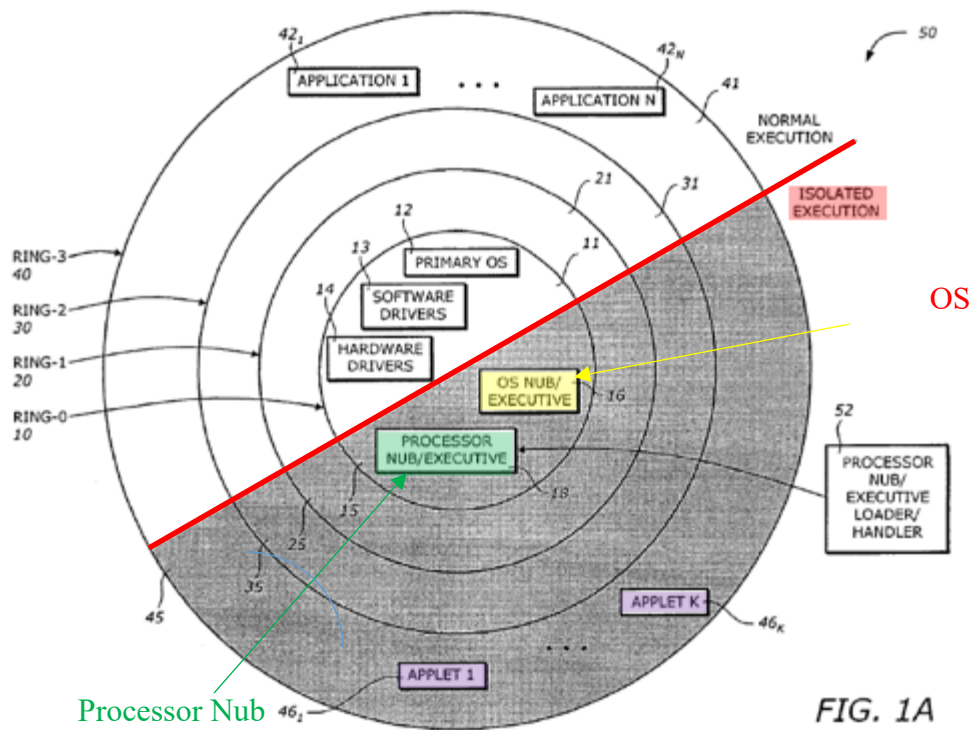 42₁
APPLICATION 1
. . .
42N
APPLICATION N
50
41
NORMAL
EXECUTION
ISOLATED
EXECUTION
21
31
12
11
PRIMARY OS
13
SOFTWARE
DRIVERS
14
HARDWARE
DRIVERS
RING-3
40
RING-2
30
RING-1
20
RING-0
10
OS
OS NUB/
EXECUTIVE
16
PROCESSOR
NUB/EXECUTIVE
18
52
PROCESSOR
NUB/
EXECUTIVE
LOADER/
HANDLER
15
25
35
45
APPLET K
46K
. . .
APPLET 1
46₁
Processor Nub
FIG. 1A